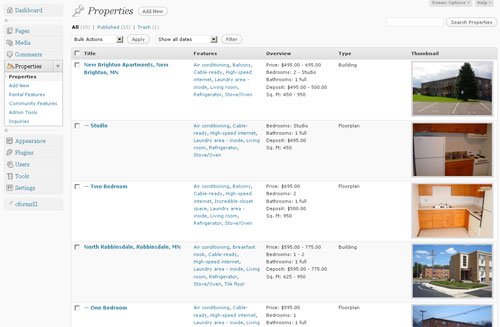 Screen Options Help
Dashboard
Pages
Media
Comments
Properties
Properties
Add New
Rental Features
Community Features
Admin Tools
Inquiries
Appearance
Plugins
Users
Tools
Settings
cformsII
Properties Add New
All (15) | Published (15) | Trash (1)
Search Properties
Bulk Actions Apply Show all dates Filter
Title Features Overview Type Thumbnail
New Brighton Apartments, New
Brighton, MN
Air conditioning, Balcony,
Cable-ready, High-speed
internet, Laundry area -
inside, Living room,
Refrigerator, Stove/Oven
Price: $495.00 - 695.00
Bedrooms: 2 - Studio
Bathrooms: 1 full
Deposit: $495.00 - 500.00
Sq. Ft: 450 - 950
Building
— Studio
Air conditioning, Cable-
ready, High-speed internet,
Laundry area - inside, Living
room, Refrigerator,
Stove/Oven
Bedrooms: Studio
Bathrooms: 1 full
Deposit: $495.00
Sq. Ft: 450
Floorplan
— Two Bedroom
Air conditioning, Balcony,
Cable-ready, High-speed
internet, Incredible closet
space, Laundry area -
inside, Living room,
Refrigerator, Stove/Oven
Price: $695.00
Bedrooms: 2
Bathrooms: 1 full
Deposit: $500.00
Sq. Ft: 950
Floorplan
North Robbinsdale, Robbinsdale, MN
Air conditioning, Breakfast
nook, Cable-ready,
High-speed internet,
Laundry area - inside, Living
room, Refrigerator,
Stove/Oven, Tile floor
Price: $595.00 - 775.00
Bedrooms: 1 - 2
Bathrooms: 1 full
Deposit: $595.00 - 775.00
Sq. Ft: 625 - 950
Building
— One Bedroom
Air conditioning, Cable-
ready, High-speed internet,
Laundry area - inside, Living
Price: $595.00
Bedrooms: 1
Bathrooms: 1 full
Deposit: $595.00
Floorplan